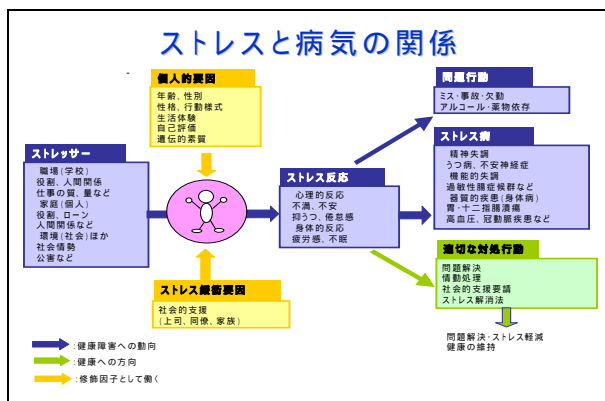 ストレスと病気の関係
個人的要因
年齢、性別
性格、行動様式
生活体験
自己評価
遺伝的素質
ストレッサー
職場(学校)
役割、人間関係
仕事の質、量など
家庭(個人)
役割、ローン
人間関係など
環境(社会)ほか
社会情勢
公害など
ストレス緩衝要因
社会的支援
(上司、同僚、家族)
ストレス反応
心理的反応
不満、不安
抑うつ、倦怠感
身体的反応
疲労感、不眠
問題行動
ミス・事故・欠勤
アルコール・薬物依存
ストレス病
精神失調
うつ病、不安神経症
機能的失調
過敏性腸症候群など
器質的疾患(身体病)
胃・十二指腸潰瘍
高血圧、冠動脈疾患など
適切な対処行動
問題解決
情動処理
社会的支援要請
ストレス解消法
問題解決・ストレス軽減
健康の維持
:健康障害への動向
:健康への方向
:修飾因子として働く